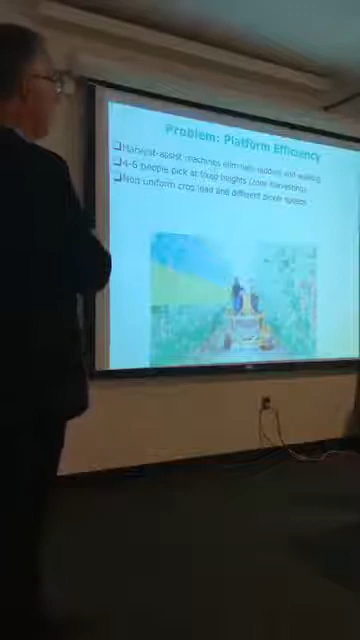 Problem: Platform Efficiency
❑Harvest-assist machines eliminate ladders and walking
❑4-6 people pick at fixed heights (zone harvesting)
❑Non uniform crop load and different picker speeds